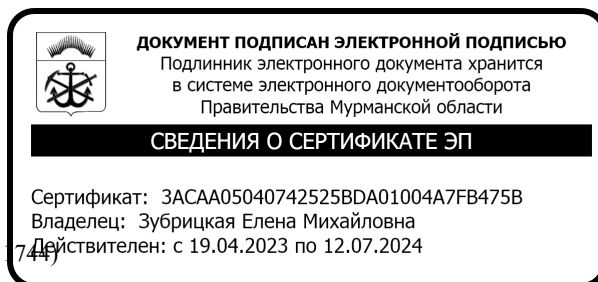 ДОКУМЕНТ ПОДПИСАН ЭЛЕКТРОННОЙ ПОДПИСЬЮ
Подлинник электронного документа хранится
в системе электронного документооборота
Правительства Мурманской области
СВЕДЕНИЯ О СЕРТИФИКАТЕ ЭП
Сертификат: 3ACAA05040742525BDA01004A7FB475B
Владелец: Зубрицкая Елена Михайловна
Действителен: с 19.04.2023 по 12.07.2024
1744)